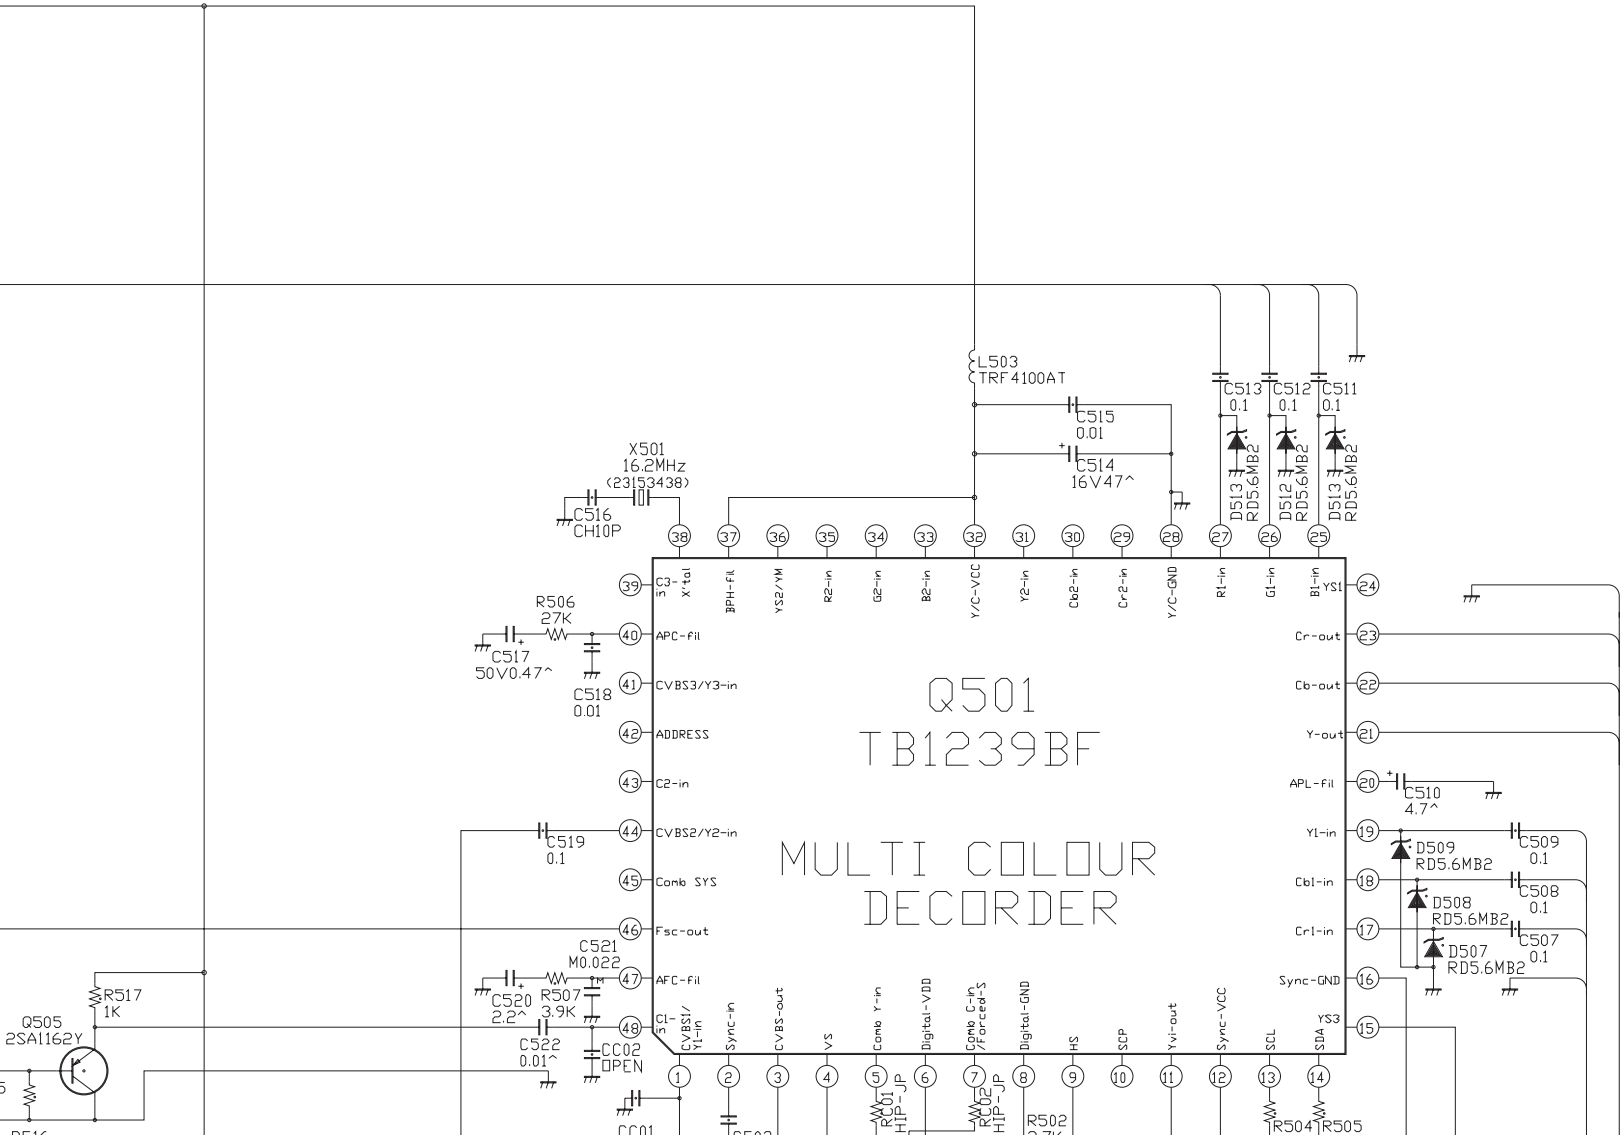 L503
TRF4100AT
C513
0.1
C512
0.1
C511
0.1
C515
0.01
C514
16V47^
X501
16.2MHz
(23153438)
C516
CH10P
D513
RD5.6MB2
D512
RD5.6MB2
D513
RD5.6MB2
38 37 36 35 34 33 32 31 30 29 28 27 26 25
X'tal
BPH-fil
YS2/YM
R2-in
G2-in
B2-in
Y/C-VCC
Y2-in
Cb2-in
Cr2-in
Y/C-GND
R1-in
G1-in
B1-in
39 C3-
in
YS1 24
R506
27K
40 APC-fil
Cr-out 23
C517
50V0.47^
C518
0.01
41 CVBS3/Y3-in
Cb-out 22
Q501
TB1239BF
42 ADDRESS
Y-out 21
43 C2-in
APL-fil 20
C510
4.7^
44 CVBS2/Y2-in
Y1-in 19
C519
0.1
C509
0.1
D509
RD5.6MB2
MULTI COLOUR
DECORDER
45 Comb SYS
Cb1-in 18
C508
0.1
D508
RD5.6MB2
46 Fsc-out
Cr1-in 17
C507
0.1
D507
RD5.6MB2
C521
M0.022
M
47 AFC-fil
Sync-GND 16
C520
2.2^
R507
3.9K
R517
1K
Q505
2SA1162Y
48 C1-
in
YS3 15
C522
0.01^
CC02
OPEN
CVBS1/
Y1-in
Sync-in
CVBS-out
VS
Comb Y-in
Digital-VDD
Comb C-in
/Forced-S
Digital-GND
HS
SCP
Yvi-out
Sync-VCC
SCL
SDA
1 2 3 4 5 6 7 8 9 10 11 12 13 14
RC01
HIP-JP
RC02
HIP-JP
R502
R504
R505
CC01